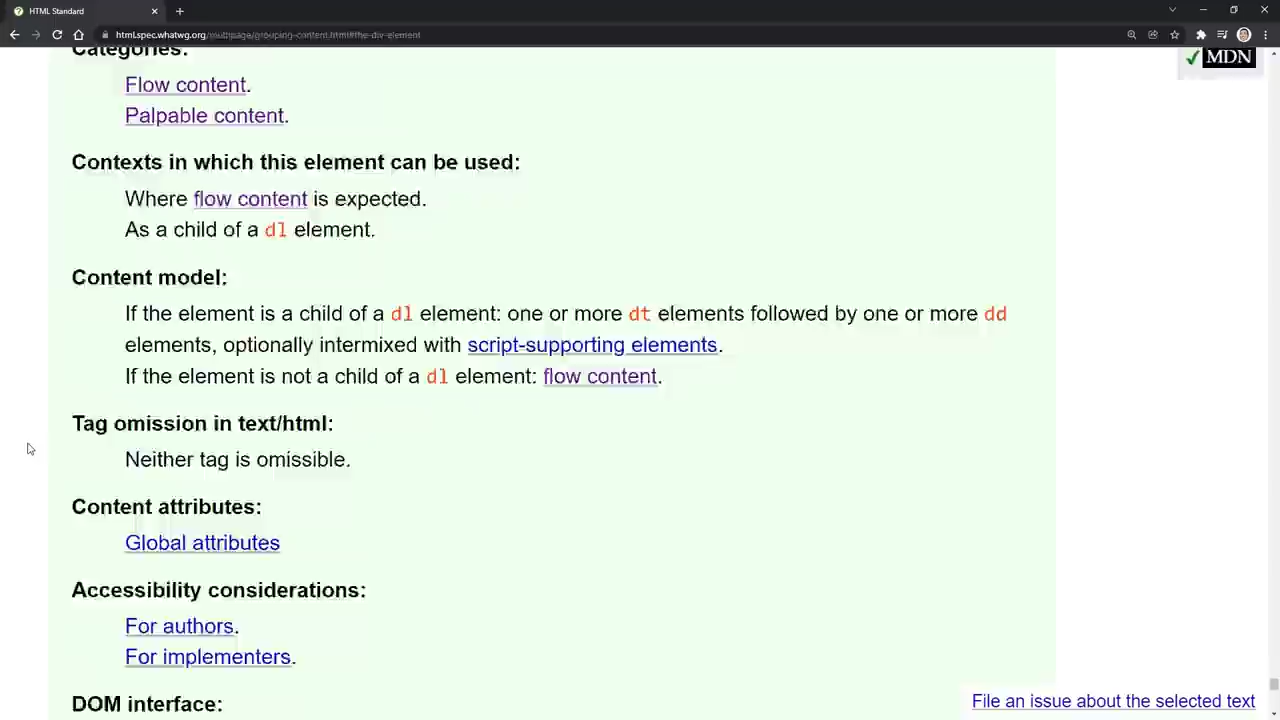 HTML Standard
html.spec.whatwg.org/multipage/grouping-content.html#the-div-element
Categories:
MDN
Flow content.
Palpable content.
Contexts in which this element can be used:
Where flow content is expected.
As a child of a dl element.
Content model:
If the element is a child of a dl element: one or more dt elements followed by one or more dd
elements, optionally intermixed with script-supporting elements.
If the element is not a child of a dl element: flow content.
Tag omission in text/html:
Neither tag is omissible.
Content attributes:
Global attributes
Accessibility considerations:
For authors.
For implementers.
DOM interface:
File an issue about the selected text